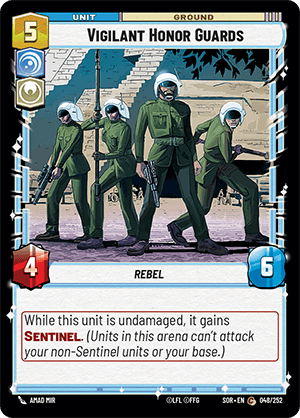 UNIT
GROUND
5
VIGILANT HONOR GUARDS
4
REBEL
6
While this unit is undamaged, it gains
SENTINEL. (Units in this arena can't attack
your non-Sentinel units or your base.)
AMAD MIR
©LFL ©FFG
SOR • EN C 048/252